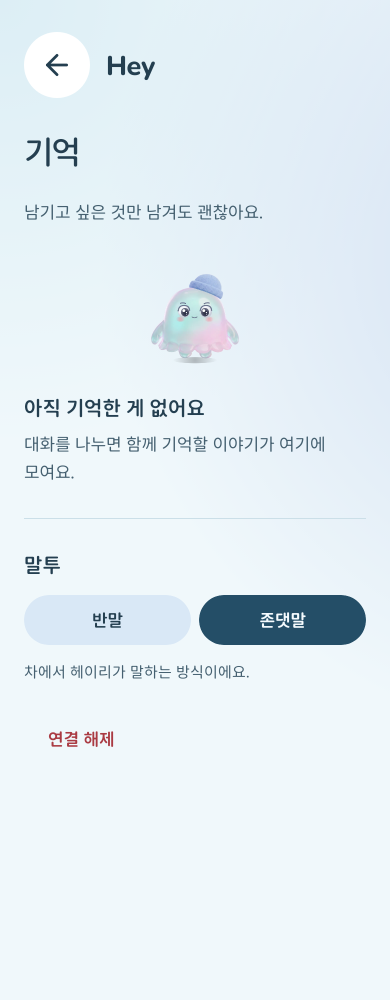 Hey
기억
남기고 싶은 것만 남겨도 괜찮아요.
아직 기억한 게 없어요
대화를 나누면 함께 기억할 이야기가 여기에
모여요.
말투
반말
존댓말
차에서 헤이리가 말하는 방식이에요.
연결 해제